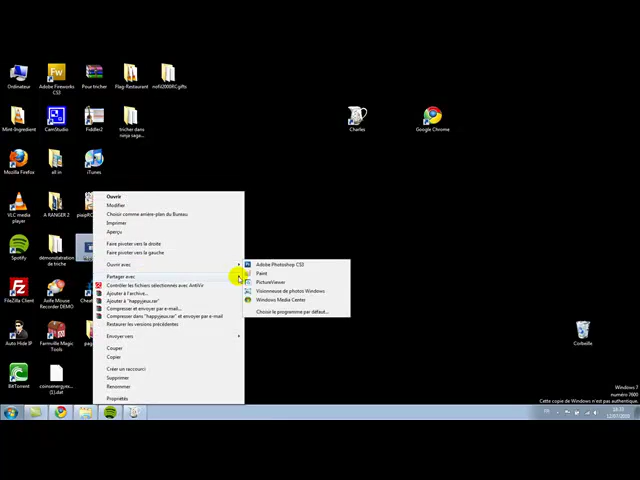 Ordinateur
Adobe Fireworks CS3
Pour tricher
Flag-Restaurant
Mint-Ingredient
CamStudio
Fiddler2
tricher dans ninja saga...
Charles
Google Chrome
Mozilla Firefox
all in
iTunes
VLC media player
A RANGER 2
Spotify
démonstration de triche
FileZilla Client
Axife Mouse Recorder DEMO
Auto Hide IP
Farmville Magic Tools
BitTorrent
Corbeille
Ouvrir
Modifier
Choisir comme arrière-plan du Bureau
Imprimer
Aperçu
Faire pivoter vers la droite
Faire pivoter vers la gauche
Ouvrir avec
Partager avec
Contrôler les fichiers sélectionnés avec AntiVir
Ajouter à l'archive...
Ajouter à "happyjeux.rar"
Compresser et envoyer par e-mail...
Compresser dans "happyjeux.rar" et envoyer par e-mail
Restaurer les versions précédentes
Envoyer vers
Couper
Copier
Créer un raccourci
Supprimer
Renommer
Propriétés
Adobe Photoshop CS3
Paint
PictureViewer
Visionneuse de photos Windows
Windows Media Center
Choisir le programme par défaut...
Windows 7
numéro 7600
Cette copie de Windows n'est pas authentique.
FR